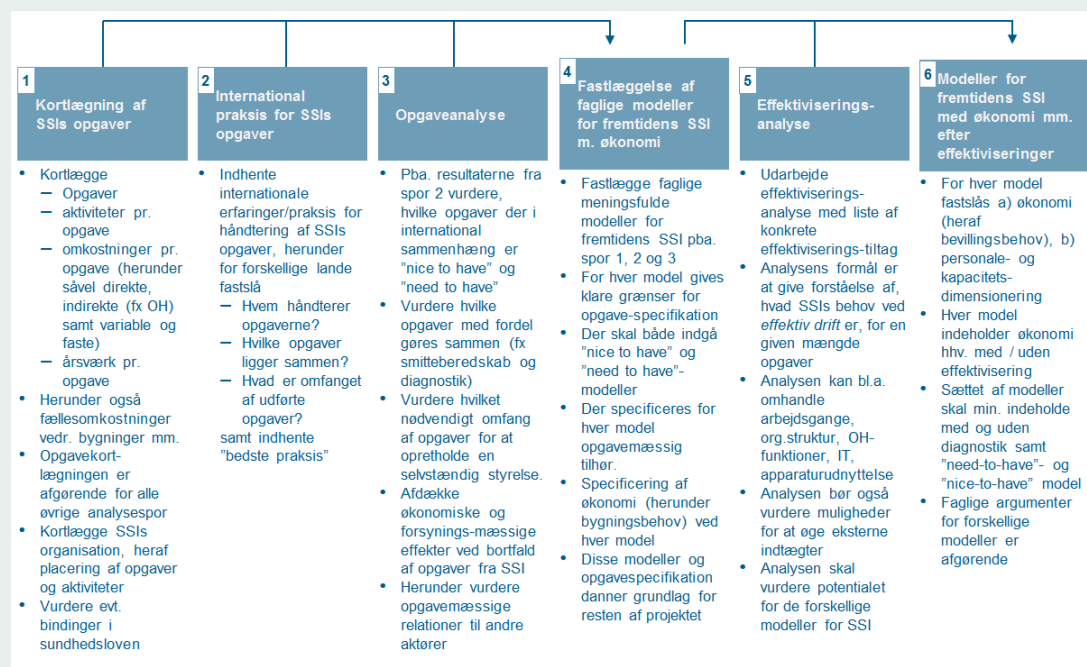 1
Kortlægning af
SSIs opgaver
• Kortlægge
– Opgaver
– aktiviteter pr.
opgave
– omkostninger pr.
opgave (herunder
såvel direkte,
indirekte (fx OH)
samt variable og
faste)
– årsværk pr.
opgave
• Herunder også
fællesomkostninger
vedr. bygninger mm.
• Opgavekort-
lægningen er
afgørende for alle
øvrige analysespor
• Kortlægge SSIs
organisation, heraf
placering af opgaver
og aktiviteter
• Vurdere evt.
bindinger i
sundhedsloven
2
International
praksis for SSIs
opgaver
• Indhente
internationale
erfaringer/praksis for
håndtering af SSIs
opgaver, herunder
for forskellige lande
fastslå
– Hvem håndterer
opgaverne?
– Hvilke opgaver
ligger sammen?
– Hvad er omfanget
af udførte
opgaver?
samt indhente
”bedste praksis”
3
Opgaveanalyse
• Pba. resultaterne fra
spor 2 vurdere,
hvilke opgaver der i
international
sammenhæng er
”nice to have” og
”need to have”
• Vurdere hvilke
opgaver med fordel
gøres sammen (fx
smitteberedskab og
diagnostik)
• Vurdere hvilket
nødvendigt omfang
af opgaver for at
opretholde en
selvstændig styrelse.
• Afdække
økonomiske og
forsynings-mæssige
effekter ved bortfald
af opgaver fra SSI
• Herunder vurdere
opgavemæssige
relationer til andre
aktører
4
Fastlæggelse af
faglige modeller
for fremtidens SSI
m. økonomi
• Fastlægge faglige
meningsfulde
modeller for
fremtidens SSI pba.
spor 1, 2 og 3
• For hver model gives
klare grænser for
opgave-specifikation
• Der skal både indgå
”nice to have” og
”need to have”-
modeller
• Der specificeres for
hver model
opgavemæssig
tilhør.
• Specificering af
økonomi (herunder
bygningsbehov) ved
hver model
• Disse modeller og
opgavespecifikation
danner grundlag for
resten af projektet
5
Effektiviserings-
analyse
• Udarbejde
effektiviserings-
analyse med liste af
konkrete
effektiviserings-tiltag
• Analysens formål er
at give forståelse af,
hvad SSIs behov ved
effektiv drift er, for en
given mængde
opgaver
• Analysen kan bl.a.
omhandle
arbejdsgange,
org.struktur, OH-
funktioner, IT,
apparaturudnyttelse
• Analysen bør også
vurdere muligheder
for at øge eksterne
indtægter
• Analysen skal
vurdere potentialet
for de forskellige
modeller for SSI
6
Modeller for
fremtidens SSI
med økonomi mm.
efter
effektiviseringer
• For hver model
fastslås a) økonomi
(heraf
bevillingsbehov), b)
personale- og
kapacitets-
dimensionering
• Hver model
indeholder økonomi
hhv. med / uden
effektivisering
• Sættet af modeller
skal min. indeholde
med og uden
diagnostik samt
”need-to-have”- og
”nice-to-have” model
• Faglige argumenter
for forskellige
modeller er
afgørende